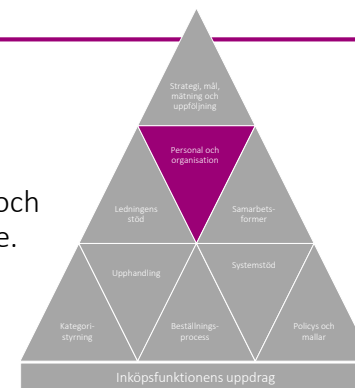 Strategi, mål,
mätning och
uppföljning
Personal och
organisation
och
e.
Ledningens
stöd
Samarbets-
former
Upphandling
Systemstöd
Kategori-
styrning
Beställnings-
process
Policys och
mallar
Inköpsfunktionens uppdrag